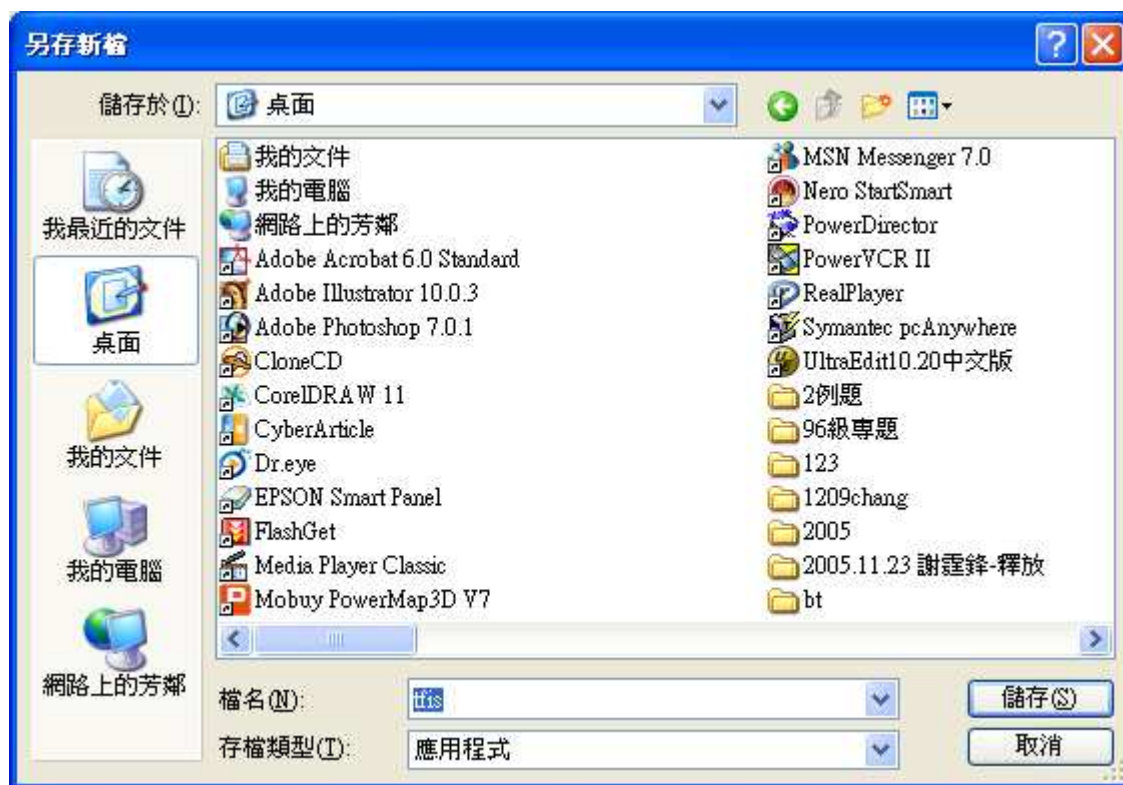 另存新檔
儲存於(I):
桌面
我最近的文件
桌面
我的文件
我的電腦
網路上的芳鄰
我的文件
我的電腦
網路上的芳鄰
Adobe Acrobat 6.0 Standard
Adobe Illustrator 10.0.3
Adobe Photoshop 7.0.1
CloneCD
CorelDRAW 11
CyberArticle
Dr.eye
EPSON Smart Panel
FlashGet
Media Player Classic
Mobuy PowerMap3D V7
MSN Messenger 7.0
Nero StartSmart
PowerDirector
PowerVCR II
RealPlayer
Symantec pcAnywhere
UltraEdit10.20中文版
2例題
96級專題
123
1209chang
2005
2005.11.23 謝霆鋒-釋放
bt
檔名(N):
tfis
儲存(S)
存檔類型(T):
應用程式
取消